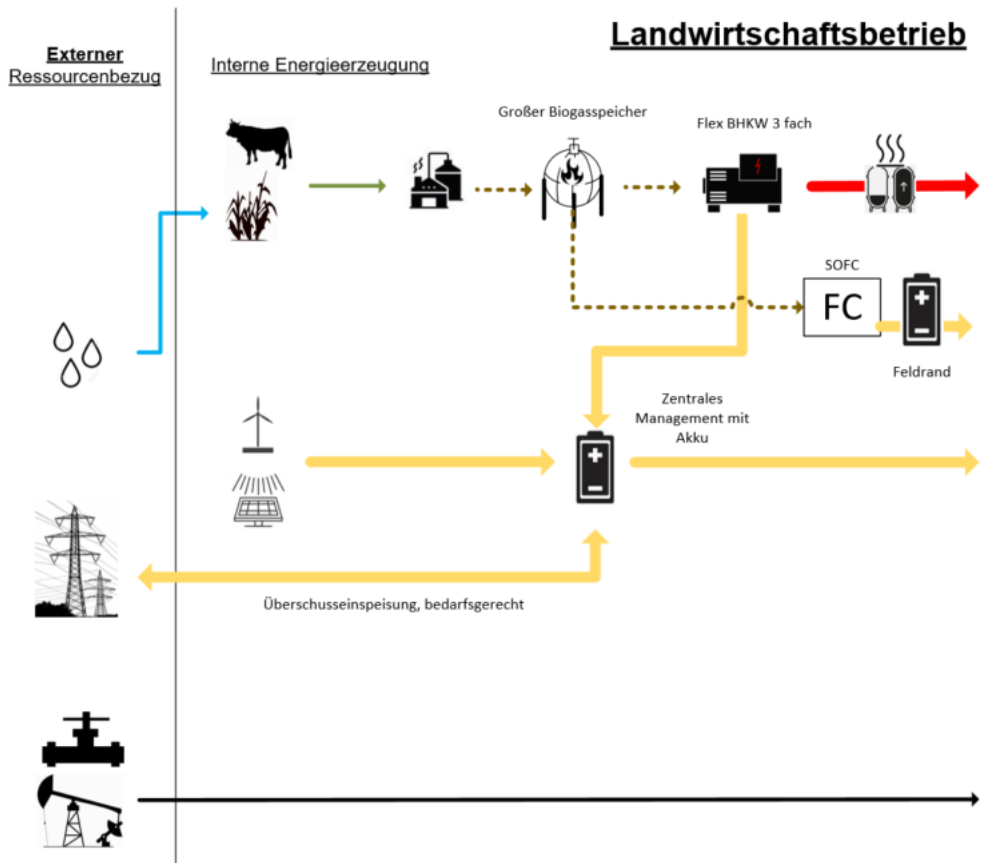 Landwirtschaftsbetrieb
Externer
Ressourcenbezug
Interne Energieerzeugung
Großer Biogasspeicher
Flex BHKW 3 fach
SOFC
FC
Feldrand
Zentrales
Management mit
Akku
Überschusseinspeisung, bedarfsgerecht